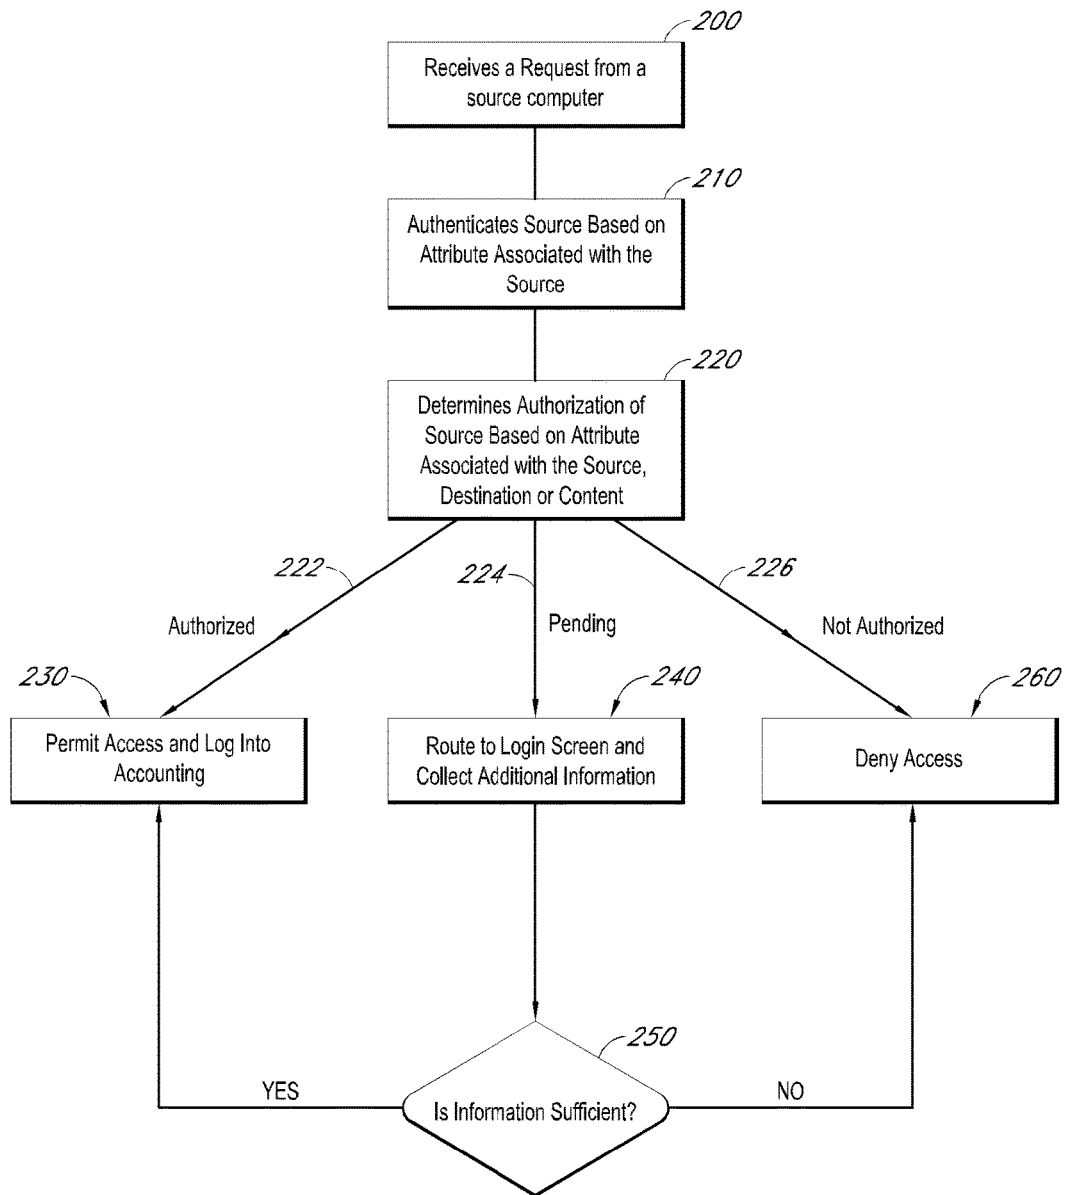 200
Receives a Request from a
source computer
210
Authenticates Source Based on
Attribute Associated with the
Source
220
Determines Authorization of
Source Based on Attribute
Associated with the Source,
Destination or Content
222
224
226
Authorized
Pending
Not Authorized
230
240
260
Permit Access and Log Into
Accounting
Route to Login Screen and
Collect Additional Information
Deny Access
250
YES
Is Information Sufficient?
NO